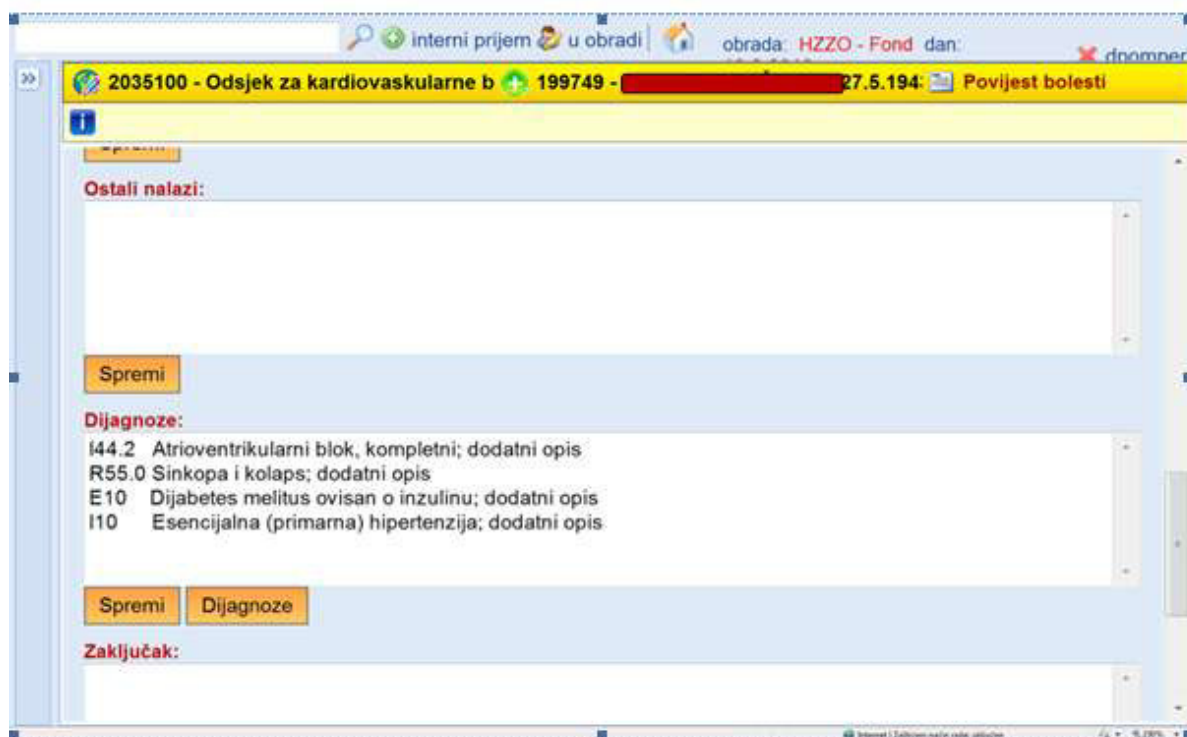 interni prijem u obradi obrada: HZZO - Fond dan:
»
2035100 - Odsjek za kardiovaskularne b 199749 - 27.5.194 Povijest bolesti
Ostali nalazi:
Spremi
Dijagnoze:
I44.2 Atrioventrikularni blok, kompletni; dodatni opis
R55.0 Sinkopa i kolaps; dodatni opis
E10 Dijabetes melitus ovisan o inzulinu; dodatni opis
I10 Esencijalna (primarna) hipertenzija; dodatni opis
Spremi Dijagnoze
Zaključak: